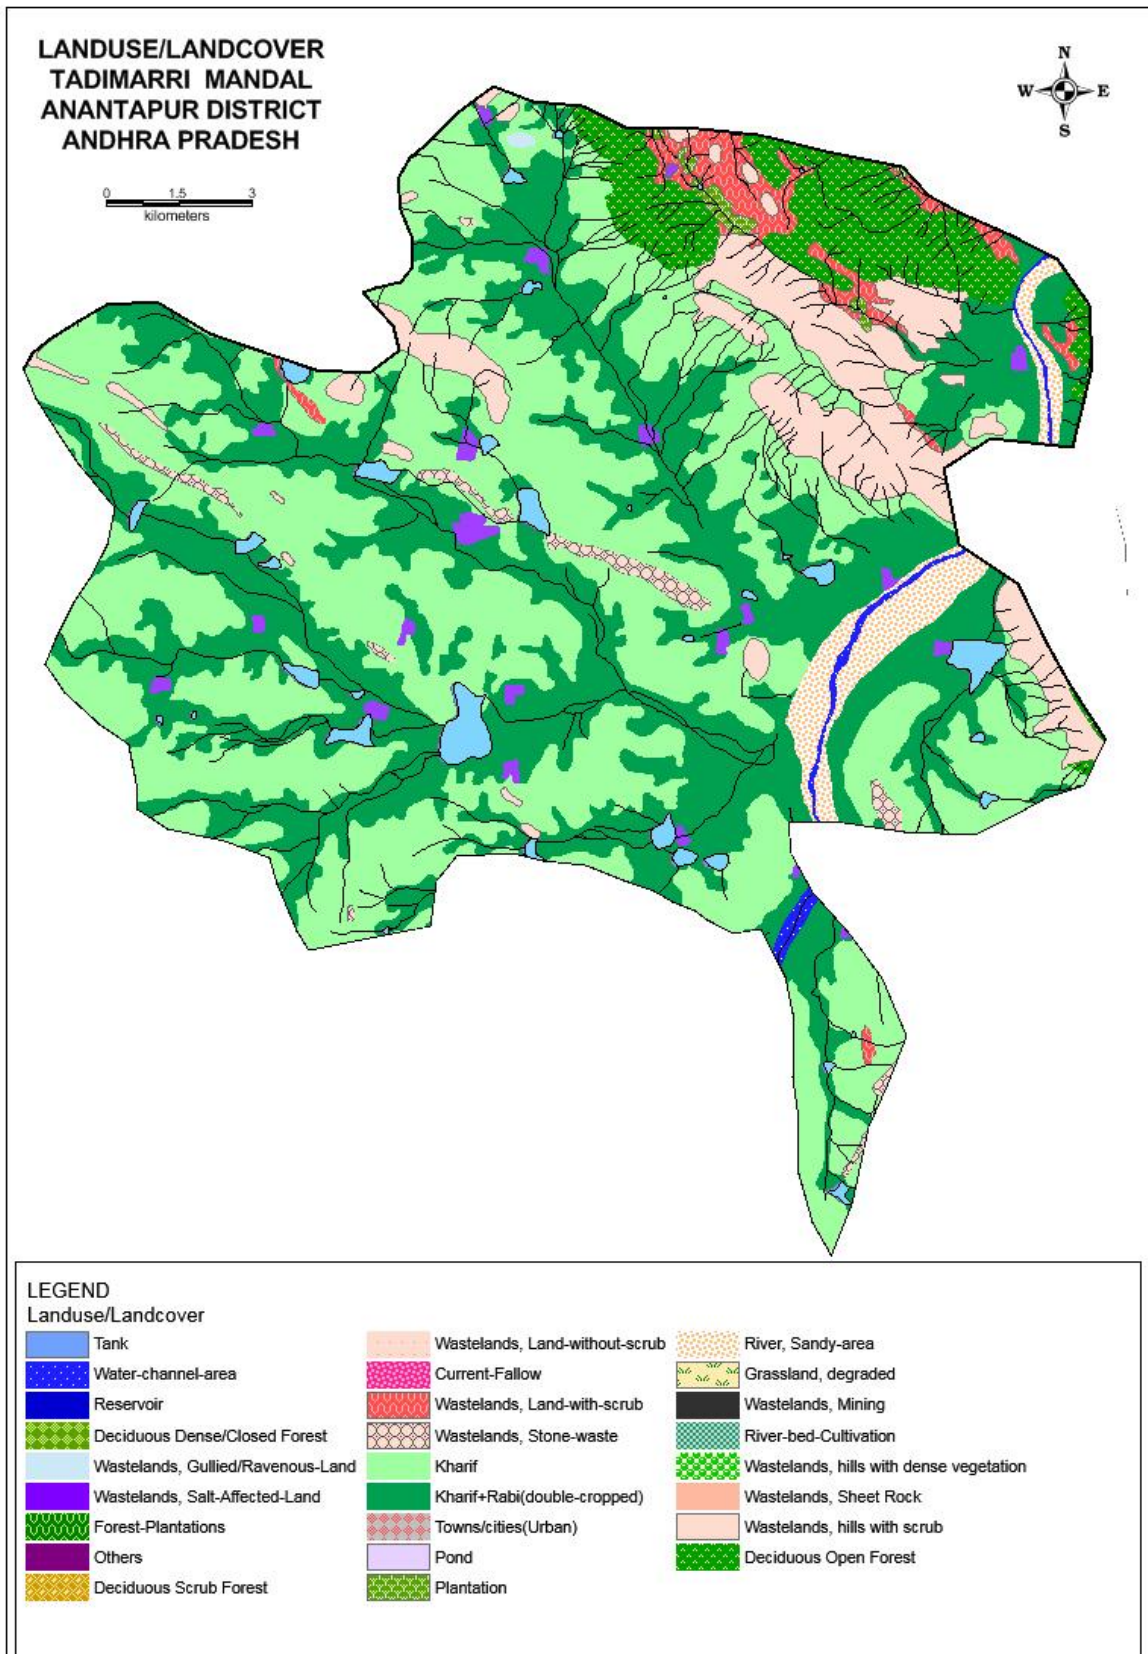 LANDUSE/LANDCOVER
TADIMARRI MANDAL
ANANTAPUR DISTRICT
ANDHRA PRADESH
N
W E
S
0 1.5 3
kilometers
LEGEND
Landuse/Landcover
Tank
Water-channel-area
Reservoir
Deciduous Dense/Closed Forest
Wastelands, Gullied/Ravenous-Land
Wastelands, Salt-Affected-Land
Forest-Plantations
Others
Deciduous Scrub Forest
Wastelands, Land-without-scrub
Current-Fallow
Wastelands, Land-with-scrub
Wastelands, Stone-waste
Kharif
Kharif+Rabi(double-cropped)
Towns/cities(Urban)
Pond
Plantation
River, Sandy-area
Grassland, degraded
Wastelands, Mining
River-bed-Cultivation
Wastelands, hills with dense vegetation
Wastelands, Sheet Rock
Wastelands, hills with scrub
Deciduous Open Forest